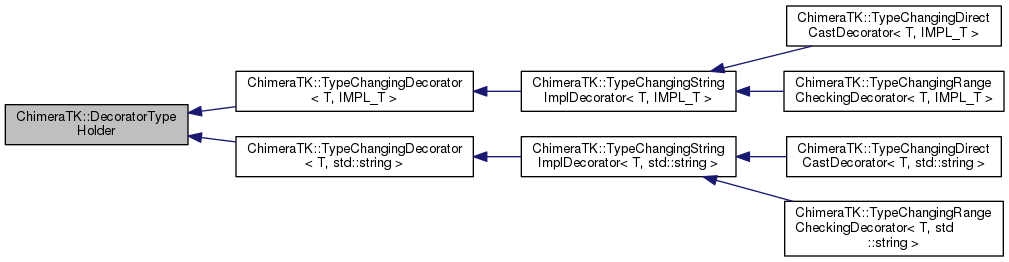 ChimeraTK::DecoratorType
Holder
ChimeraTK::TypeChangingDecorator
< T, IMPL_T >
ChimeraTK::TypeChangingDecorator
< T, std::string >
ChimeraTK::TypeChangingString
ImplDecorator< T, IMPL_T >
ChimeraTK::TypeChangingString
ImplDecorator< T, std::string >
ChimeraTK::TypeChangingDirect
CastDecorator< T, IMPL_T >
ChimeraTK::TypeChangingRange
CheckingDecorator< T, IMPL_T >
ChimeraTK::TypeChangingDirect
CastDecorator< T, std::string >
ChimeraTK::TypeChangingRange
CheckingDecorator< T, std
::string >